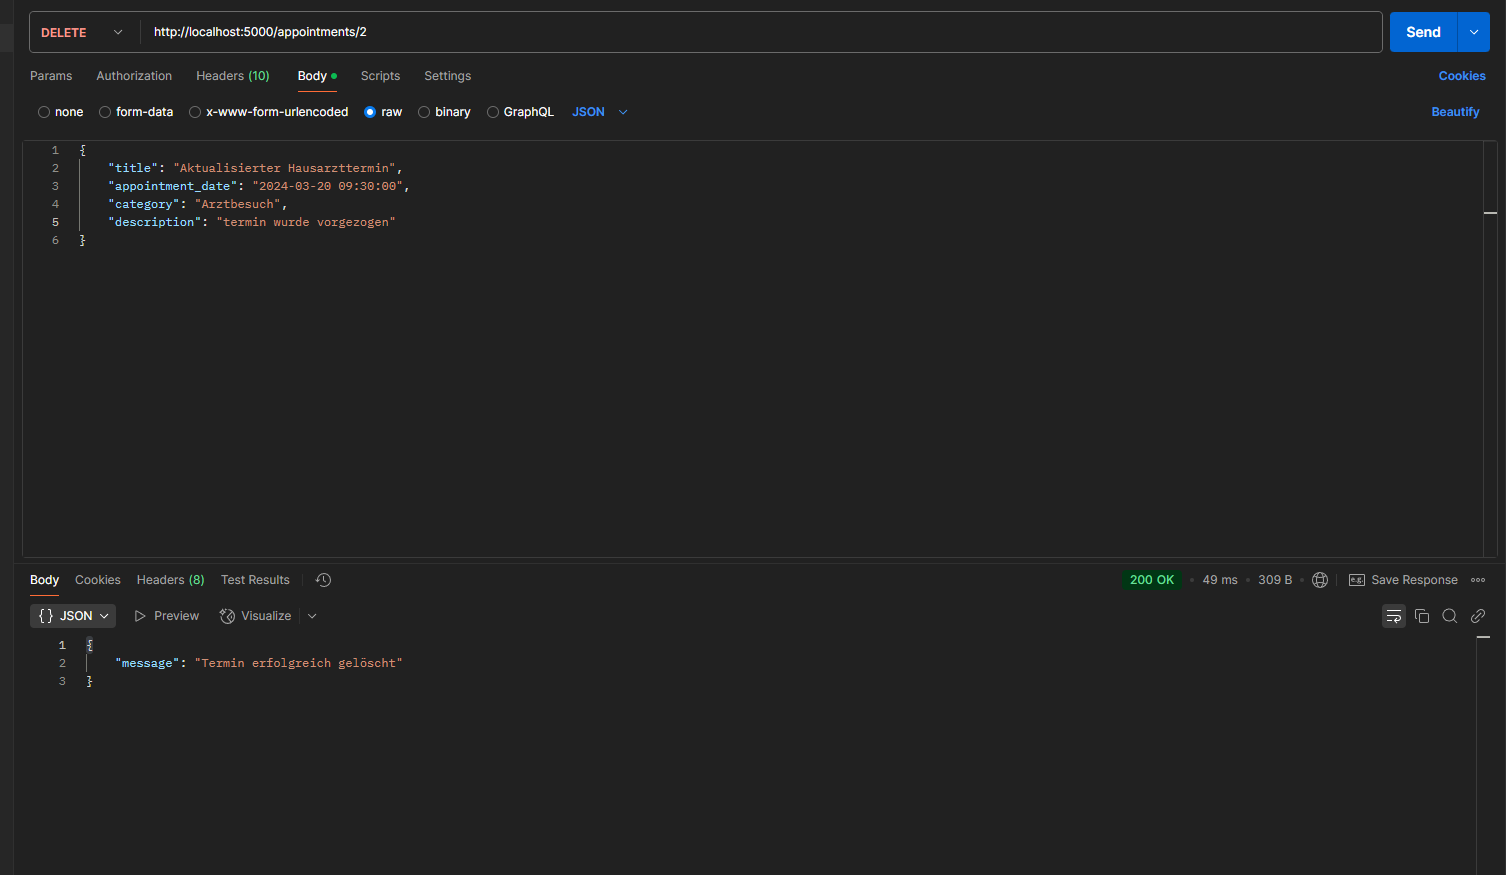 DELETE http://localhost:5000/appointments/2 Send
Params Authorization Headers (10) Body Scripts Settings Cookies
none form-data x-www-form-urlencoded raw binary GraphQL JSON Beautify
1 {
2 "title": "Aktualisierter Hausarzttermin",
3 "appointment_date": "2024-03-20 09:30:00",
4 "category": "Arztbesuch",
5 "description": "termin wurde vorgezogen"
6 }
Body Cookies Headers (8) Test Results 200 OK • 49 ms • 309 B • e.g. Save Response
{} JSON Preview Visualize
1 {
2 "message": "Termin erfolgreich gelöscht"
3 }